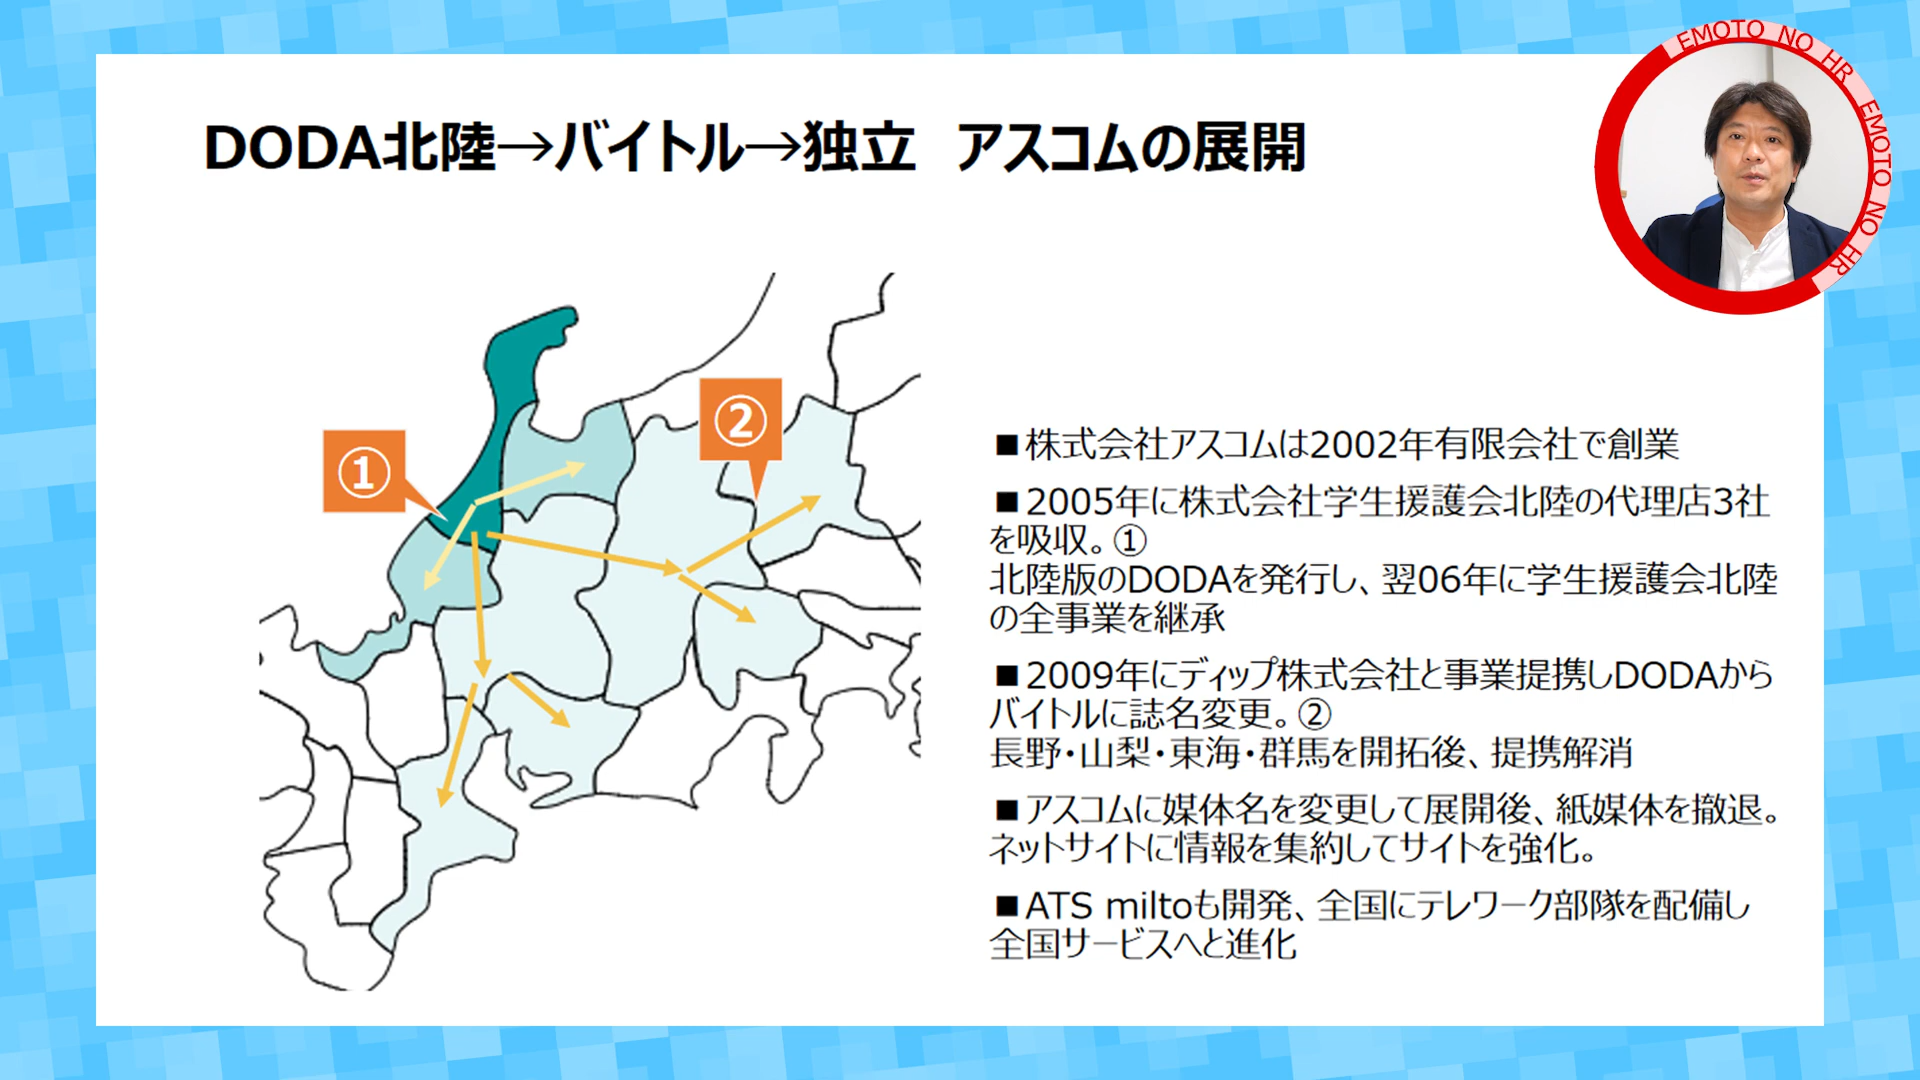 DODA北陸→バイトル→独立　アスコムの展開
EMOTO NO HR EMOTO NO HR
①
②
■株式会社アスコムは2002年有限会社で創業
■2005年に株式会社学生援護会北陸の代理店3社
を吸収。①
北陸版のDODAを発行し、翌06年に学生援護会北陸
の全事業を継承
■2009年にディップ株式会社と事業提携しDODAから
バイトルに誌名変更。②
長野・山梨・東海・群馬を開拓後、提携解消
■アスコムに媒体名を変更して展開後、紙媒体を撤退。
ネットサイトに情報を集約してサイトを強化。
■ATS miltoも開発、全国にテレワーク部隊を配備し
全国サービスへと進化